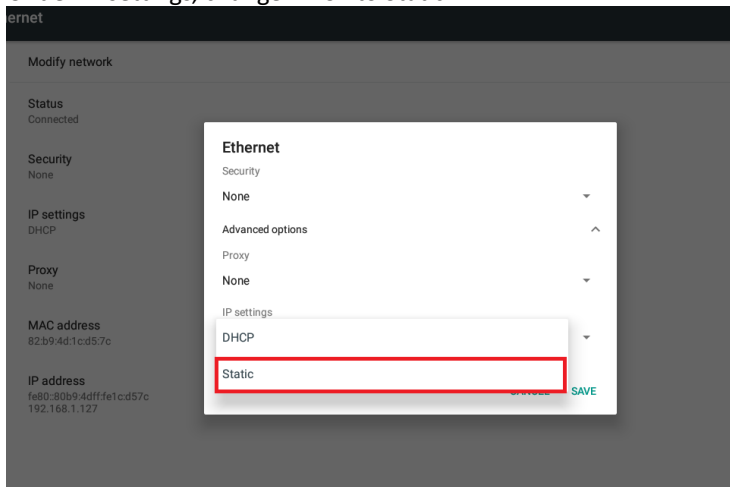 ernet
Modify network
Status
Connected
Security
None
IP settings
DHCP
Proxy
None
MAC address
82:b9:4d:1c:d5:7c
IP address
fe80::80b9:4dff:fe1c:d57c
192.168.1.127
Ethernet
Security
None
Advanced options
Proxy
None
IP settings
DHCP
Static
SAVE